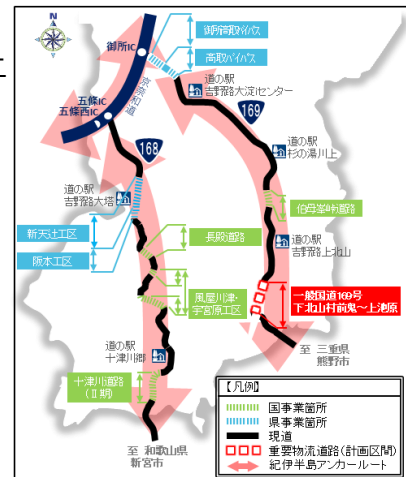 N
御所高取バイパス
御所IC
高取バイパス
京奈和道
道の駅
吉野路大淀iセンター
五條IC
五條西IC
168
169
道の駅
杉の湯川上
道の駅
吉野路大塔
伯母峯峠道路
新天辻工区
長殿道路
道の駅
吉野路上北山
阪本工区
風屋川津・
宇宮原工区
一般国道169号
下北山村前鬼～上池原
道の駅
十津川郷
至 三重県
熊野市
十津川道路
(Ⅱ期)
【凡例】
国事業箇所
県事業箇所
現道
重要物流道路(計画区間)
紀伊半島アンカールート
至 和歌山県
新宮市